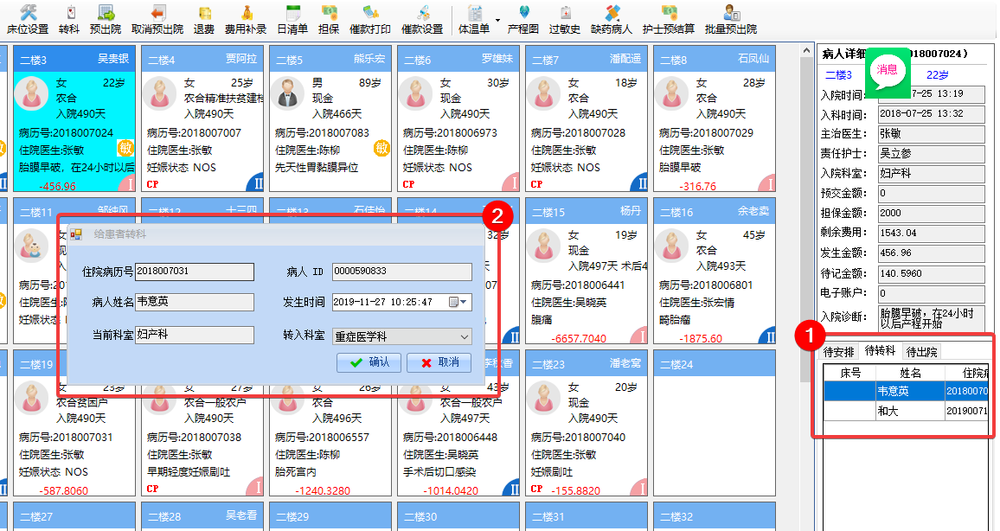 床位设置 转科 预出院 取消预出院 退费 费用补录 日清单 担保 催款打印 催款设置 体温单 产程图 过敏史 缺药病人 护士预结算 批量预出院
二楼3 吴贵银
女 22岁
农合
入院490天
病历号:2018007024
住院医生:张敏
敏
胎膜早破，在24小时以后
-456.96
I
二楼4 贾阿拉
女 25岁
农合精准扶贫建档
入院490天
病历号:2018007007
住院医生:张敏
妊娠状态 NOS
CP
II
二楼5 熊乐宏
男 89岁
现金
入院466天
病历号:2018007083
住院医生:陈柳
敏
先天性胃黏膜异位
二楼6 罗雄妹
女 30岁
现金
入院490天
病历号:2018006973
住院医生:陈柳
妊娠状态 NOS
CP
I
二楼7 潘配遥
女 18岁
农合
入院490天
病历号:2018007028
住院医生:张敏
妊娠状态 NOS
CP
II
二楼8 石凤仙
女 28岁
农合
入院490天
病历号:2018007029
住院医生:张敏
胎膜早破
-316.76
I
二楼11 邹纯风
女
病历号:20
住院医生:陈
妊娠状态
二楼12 十三四
二楼13 石佳怡
二楼14
32岁
II
二楼15 杨丹
女 19岁
现金
入院497天 术后4
病历号:2018006441
住院医生:吴晓英
腹痛
-6657.7040
I
二楼16 余老卖
女 45岁
农合
入院493天
病历号:2018006801
住院医生:张宏情
畸胎瘤
-1875.60
II
2
给患者转科
住院病历号 2018007031
病人 ID 0000590833
病人姓名 韦意英
发生时间 2019-11-27 10:25:47
当前科室 妇产科
转入科室 重症医学科
确认 取消
二楼19
女 23岁
农合贫困户
入院490天
病历号:2018007031
住院医生:张敏
妊娠状态 NOS
-587.8060
女 27岁
农合一般农户
入院490天
病历号:2018007038
住院医生:张敏
早期轻度妊娠剧吐
CP
I
女 26岁
农合
入院496天
病历号:2018006557
住院医生:陈柳
胎死宫内
-1240.3280
女 43岁
农合一般农户
入院497天
病历号:2018006448
住院医生:吴晓英
手术后切口感染
-1014.0420
II
二楼23 潘老窝
女 20岁
现金
入院490天
病历号:2018007040
住院医生:张敏
妊娠剧吐
CP -155.8820
I
二楼24
二楼27
二楼28 吴老看
二楼29
二楼30
二楼31
二楼32
病人详细 018007024)
消息
二楼3 22岁
入院时间: 7-25 13:19
入科时间: 2018-07-25 13:32
主治医生: 张敏
责任护士: 吴立参
入院科室: 妇产科
预交金额: 0
担保金额: 2000
剩余费用: 1543.04
发生金额: 456.96
待记金额: 140.5960
电子账户: 0
入院诊断: 胎膜早破，在24小时
以后产程开始
1
待安排 待转科 待出院
床号 姓名 住院病
韦意英 20180070
和大 20190071